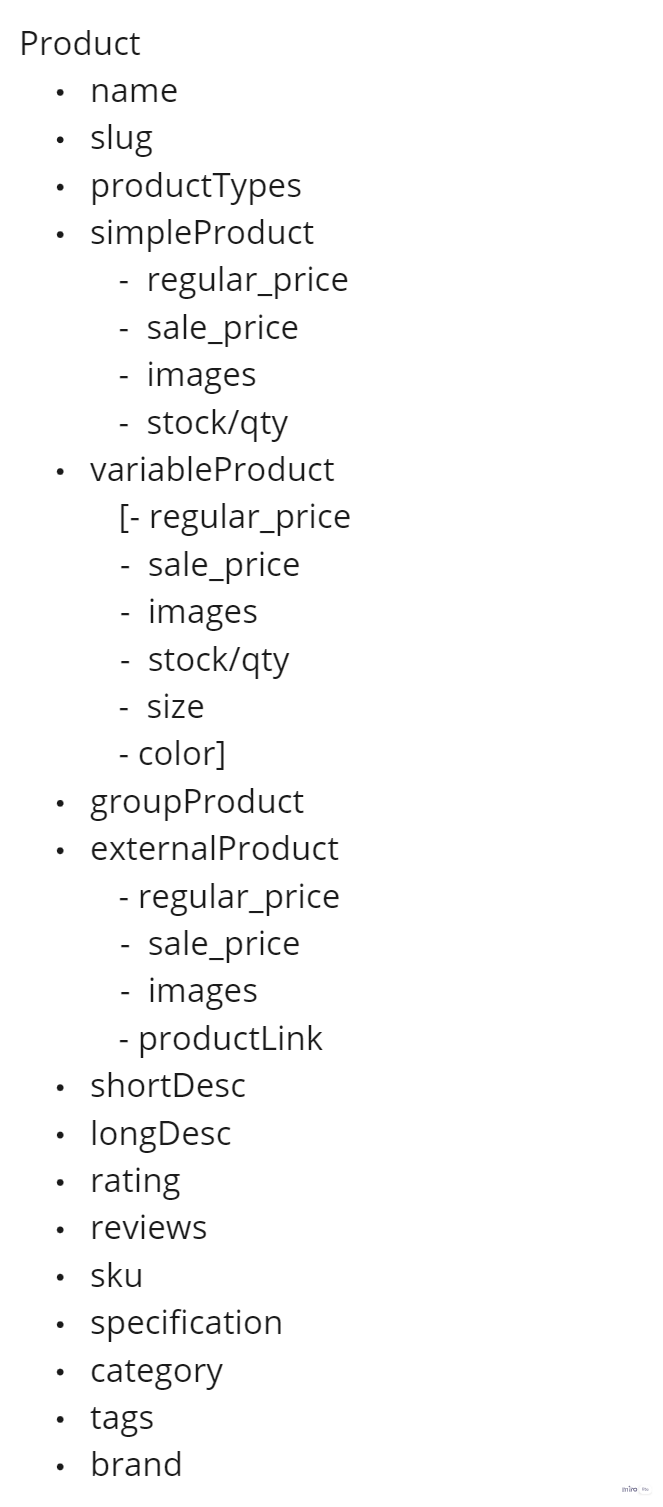 Product
• name
• slug
• productTypes
• simpleProduct
- regular_price
- sale_price
- images
- stock/qty
• variableProduct
[- regular_price
- sale_price
- images
- stock/qty
- size
- color]
• groupProduct
• externalProduct
- regular_price
- sale_price
- images
- productLink
• shortDesc
• longDesc
• rating
• reviews
• sku
• specification
• category
• tags
• brand
miro